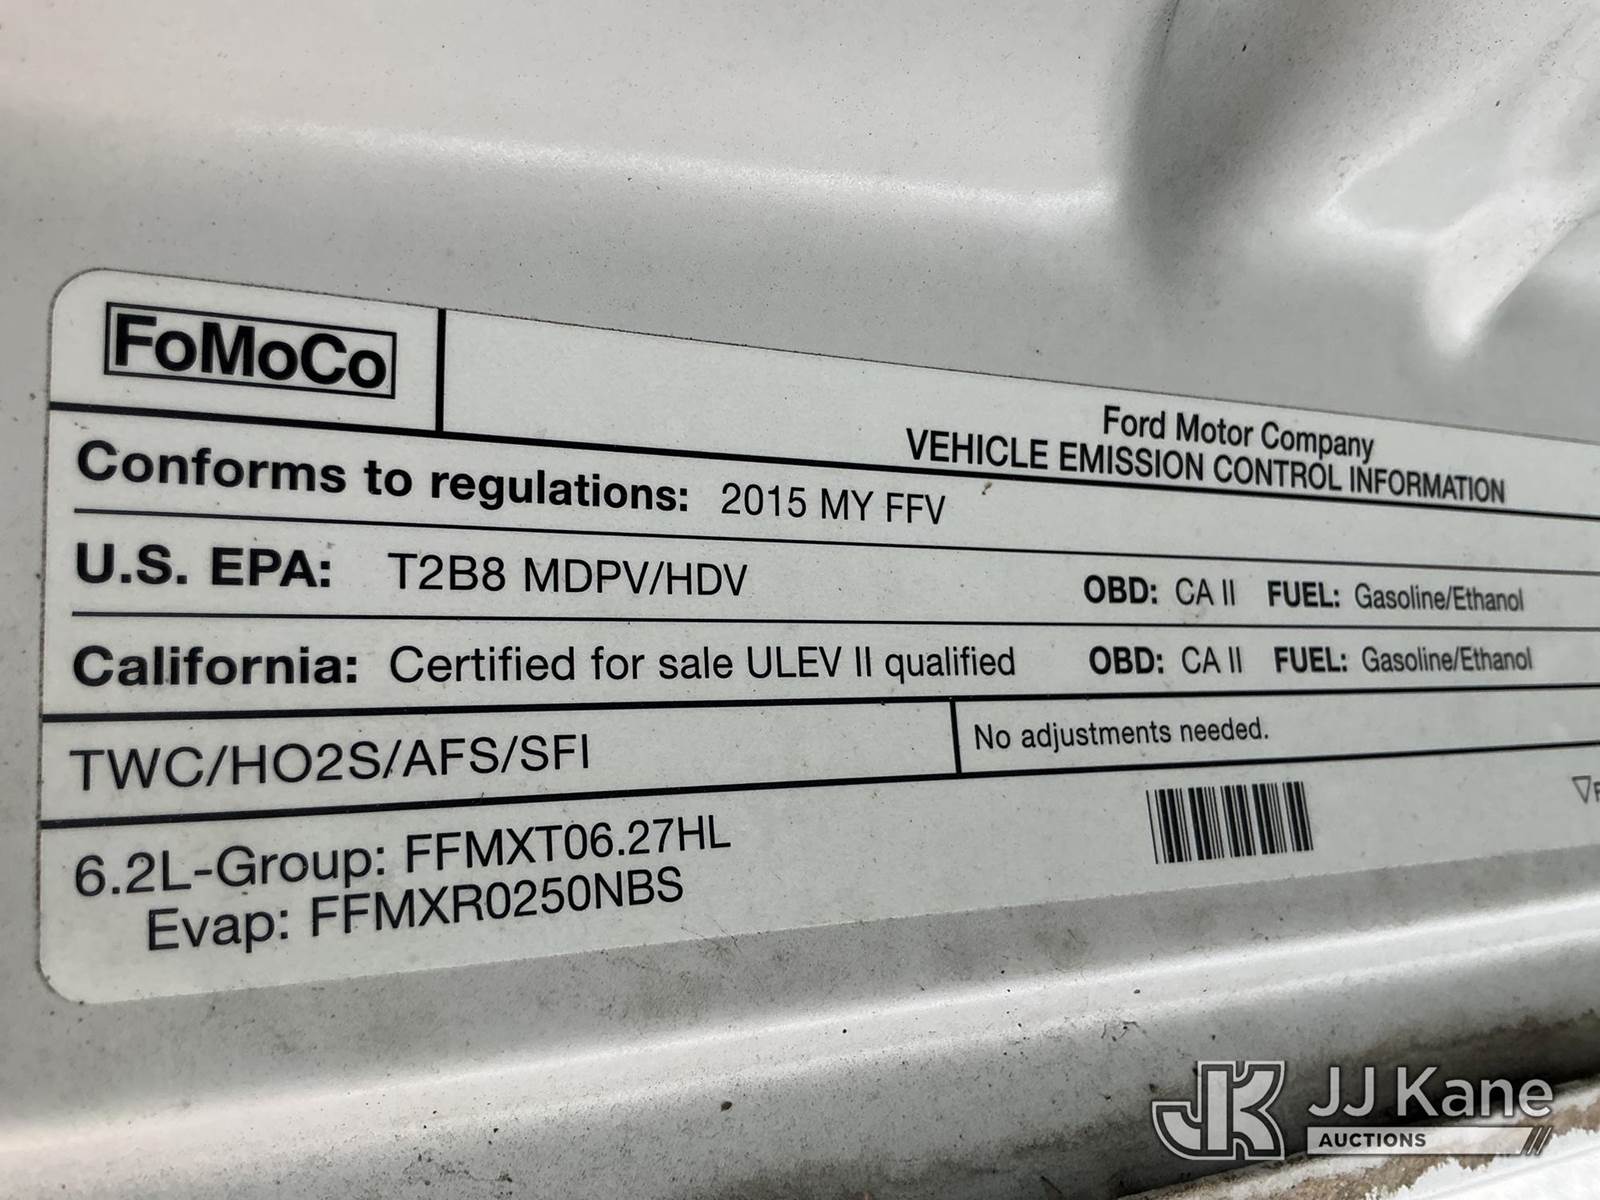 FoMoCo
Ford Motor Company
VEHICLE EMISSION CONTROL INFORMATION
Conforms to regulations: 2015 MY FFV
U.S. EPA: T2B8 MDPV/HDV OBD: CA II FUEL: Gasoline/Ethanol
California: Certified for sale ULEV II qualified OBD: CA II FUEL: Gasoline/Ethanol
TWC/HO2S/AFS/SFI
No adjustments needed.
6.2L-Group: FFMXT06.27HL
Evap: FFMXR0250NBS
JK JJ Kane
AUCTIONS